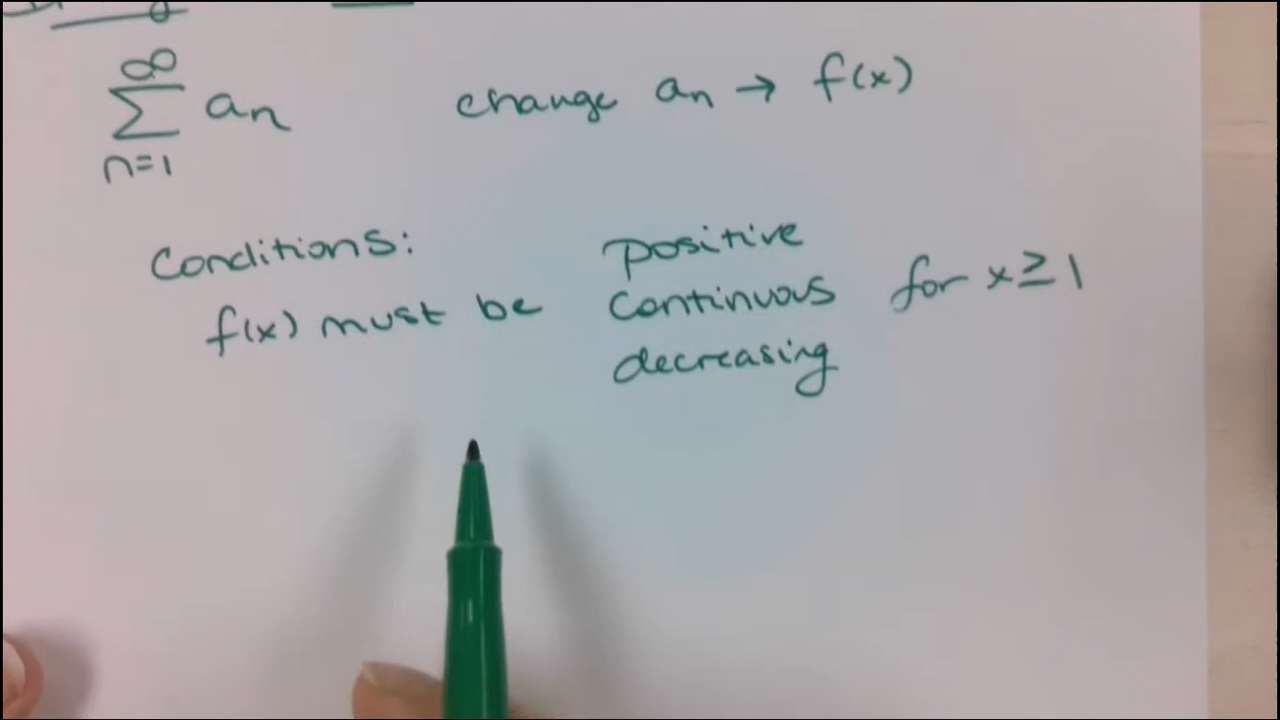 ∞
∑ an change an → f(x)
n=1
Conditions: positive
f(x) must be continuous for x ≥ 1
decreasing